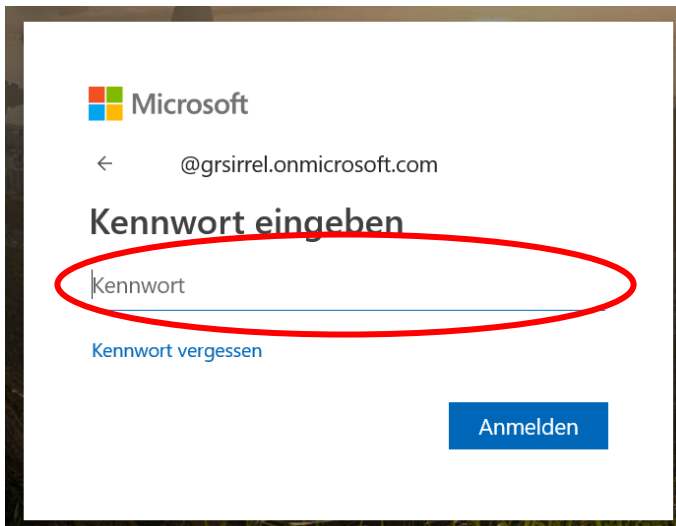 Microsoft
← @grsirrel.onmicrosoft.com
Kennwort eingeben
Kennwort
Kennwort vergessen
Anmelden